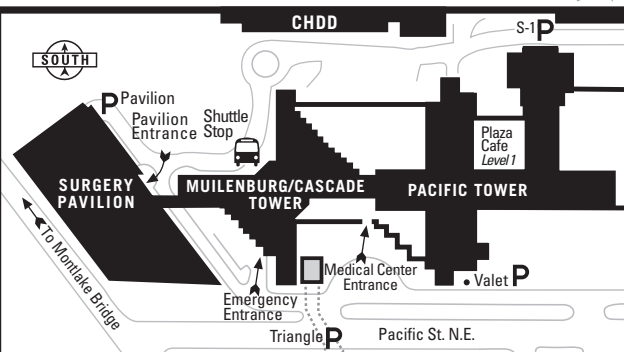 CHDD
S-1 P
SOUTH
P Pavilion
Pavilion
Entrance
Shuttle
Stop
Plaza
Cafe
Level 1
SURGERY
PAVILION
MUILENBURG/CASCADE
TOWER
PACIFIC TOWER
To Montlake Bridge
Medical Center
Entrance
Valet P
Emergency
Entrance
Triangle P
Pacific St. N.E.